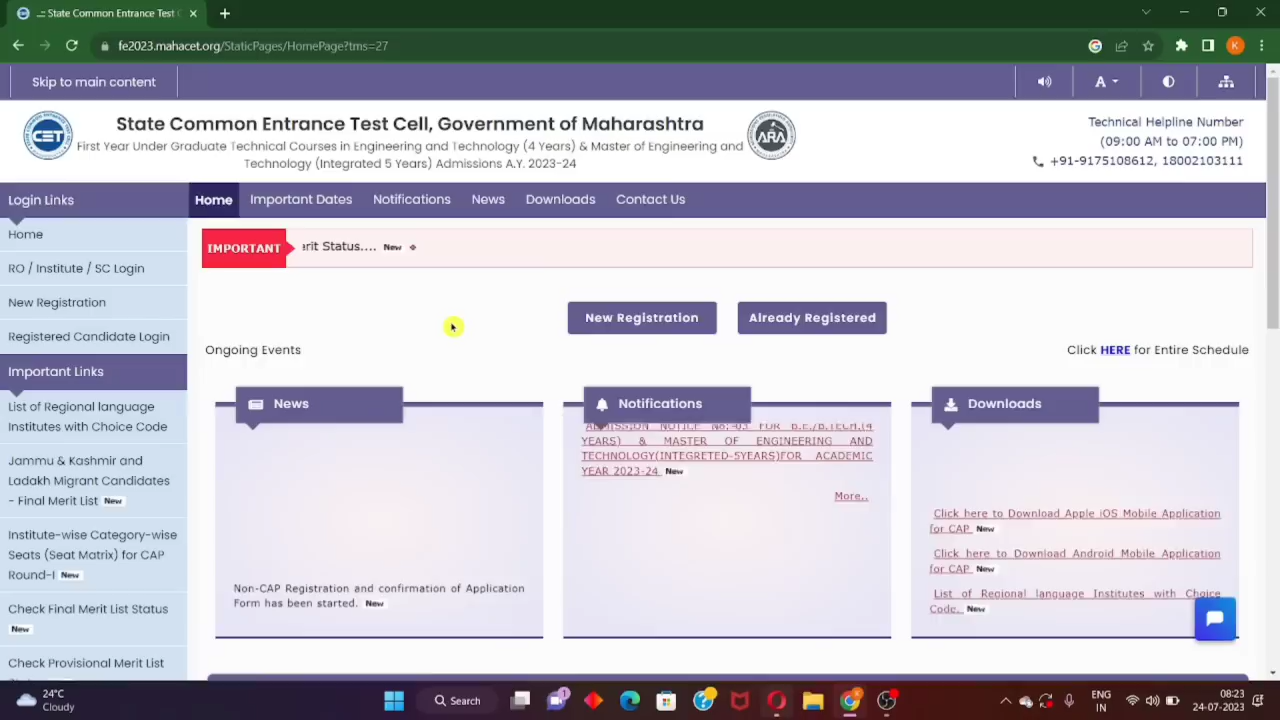 State Common Entrance Test C
fe2023.mahacet.org/StaticPages/HomePage?tms=27
K
Skip to main content
A
CET
State Common Entrance Test Cell, Government of Maharashtra
First Year Under Graduate Technical Courses in Engineering and Technology (4 Years) & Master of Engineering and
Technology (Integrated 5 Years) Admissions A.Y. 2023-24
ARA
Technical Helpline Number
(09:00 AM to 07:00 PM)
+91-9175108612, 18002103111
Login Links
Home
Important Dates
Notifications
News
Downloads
Contact Us
Home
RO / Institute / SC Login
New Registration
Registered Candidate Login
Important Links
List of Regional language
Institutes with Choice Code
Jammu & Kashmir and
Ladakh Migrant Candidates
- Final Merit List New
Institute-wise Category-wise
Seats (Seat Matrix) for CAP
Round-I New
Check Final Merit List Status
New
Check Provisional Merit List
IMPORTANT
erit Status.... New
New Registration
Already Registered
Ongoing Events
Click HERE for Entire Schedule
News
Non-CAP Registration and confirmation of Application
Form has been started. New
Notifications
ADMISSION NOTICE No:-03 FOR B.E./B.TECH.(4
YEARS) & MASTER OF ENGINEERING AND
TECHNOLOGY(INTEGRETED-5YEARS)FOR ACADEMIC
YEAR 2023-24 New
More..
Downloads
Click here to Download Apple iOS Mobile Application
for CAP New
Click here to Download Android Mobile Application
for CAP New
List of Regional language Institutes with Choice
Code. New
24°C
Cloudy
Search
ENG
IN
08:23
24-07-2023